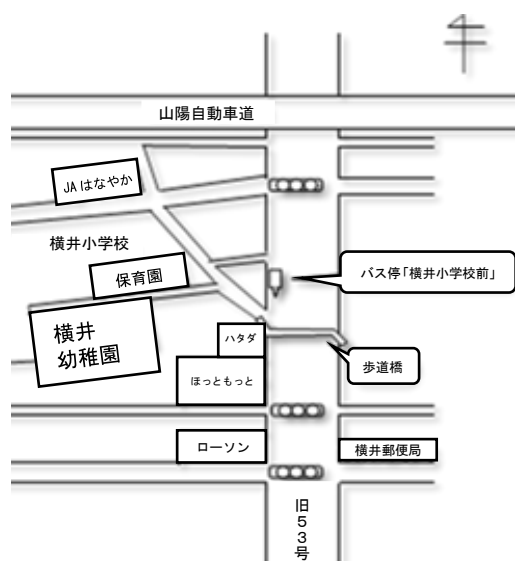 山陽自動車道
JAはなやか
横井小学校
保育園
バス停「横井小学校前」
横井
幼稚園
ハタダ
歩道橋
ほっともっと
ローソン
横井郵便局
旧53号